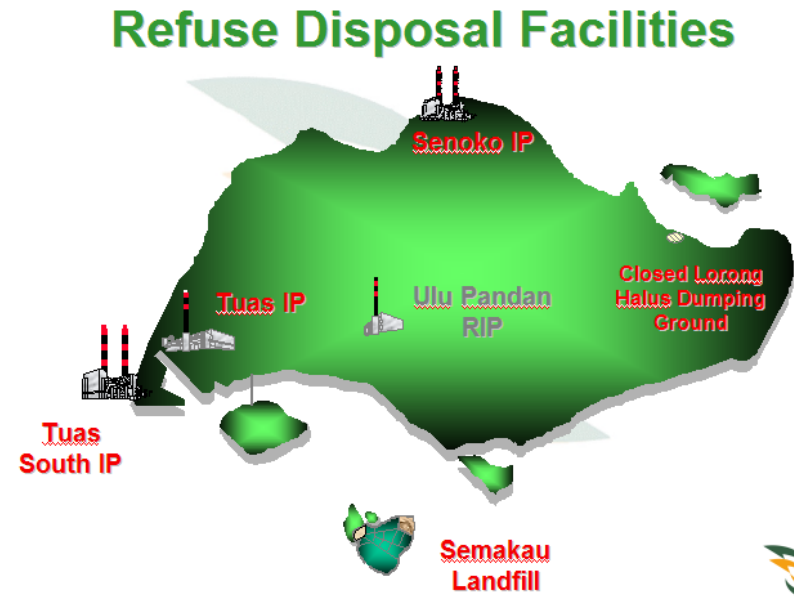 Refuse Disposal Facilities
Senoko IP
Closed Lorong
Halus Dumping
Ground
Tuas IP
Ulu Pandan
RIP
Tuas
South IP
Semakau
Landfill